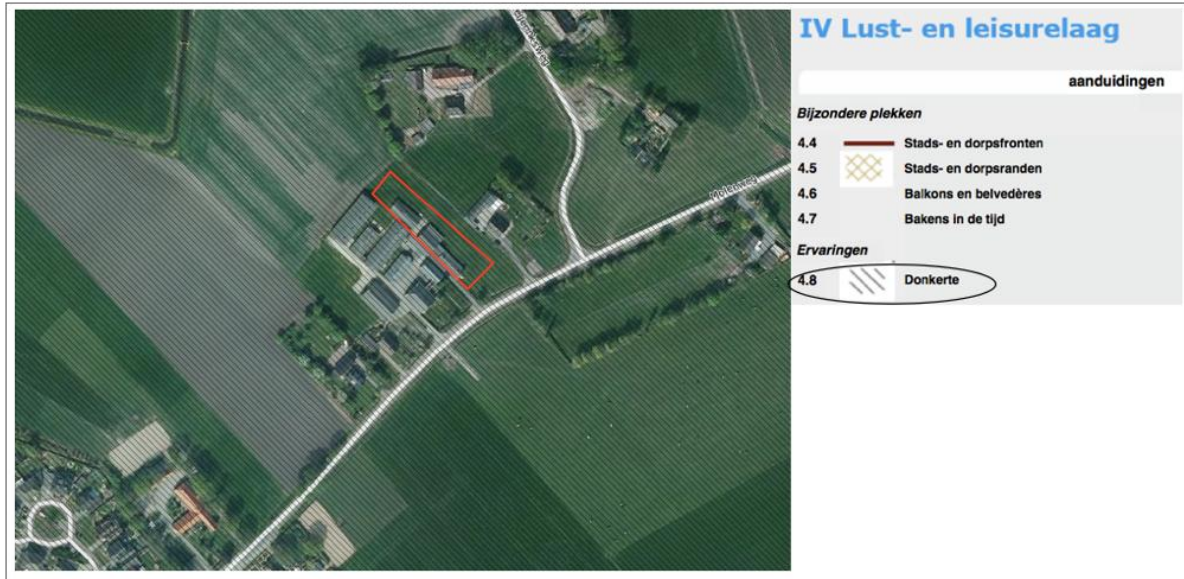 IV Lust- en leisurelaag
aanduidingen
Bijzondere plekken
4.4 Stads- en dorpsfronten
4.5 Stads- en dorpsranden
4.6 Balkons en belvedères
4.7 Bakens in de tijd
Ervaringen
4.8 Donkerte
Molenweg